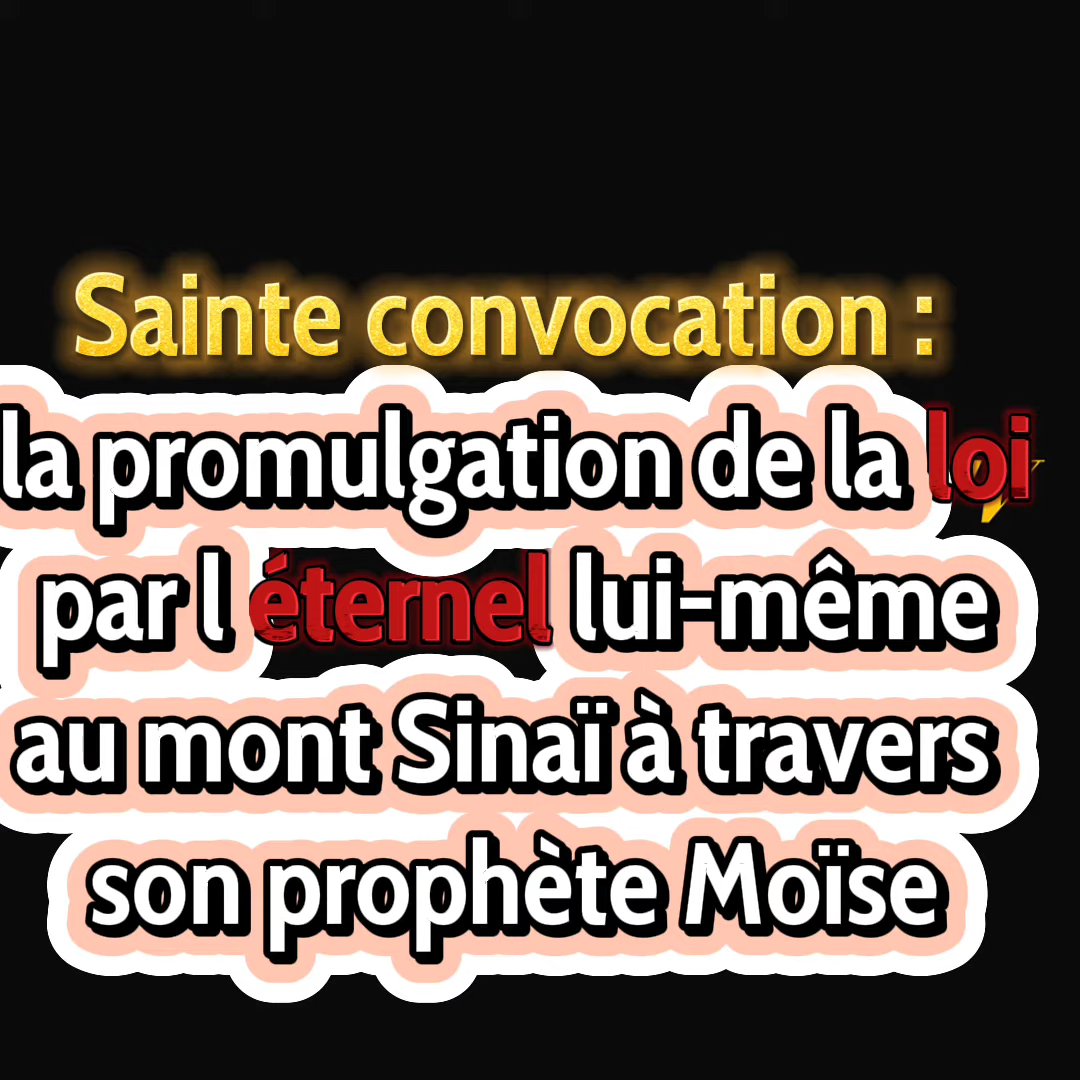 Sainte convocation :
la promulgation de la loi
par l éternel lui-même
au mont Sinaï à travers
son prophète Moïse